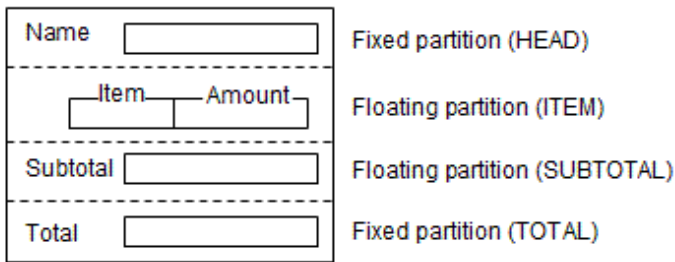 Name Fixed partition (HEAD)
Item Amount Floating partition (ITEM)
Subtotal Floating partition (SUBTOTAL)
Total Fixed partition (TOTAL)